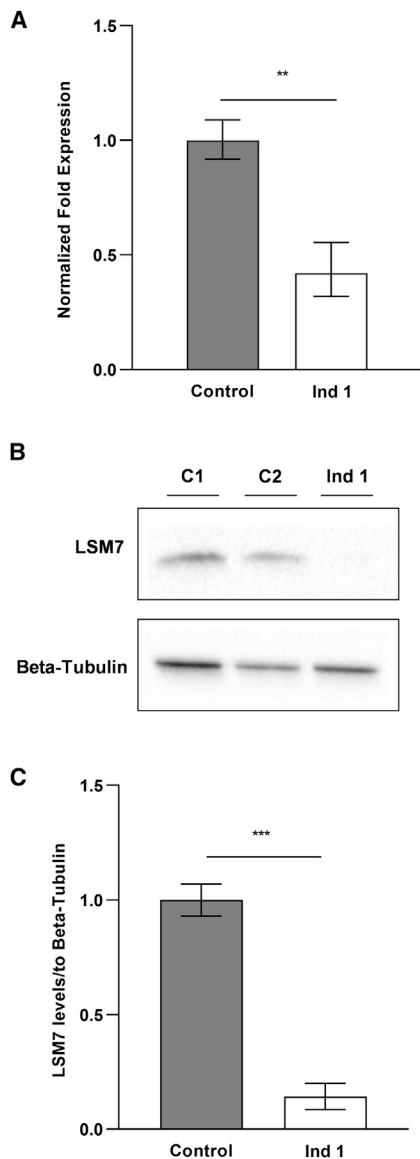 A
Normalized Fold Expression
1.5
1.0
0.5
0.0
**
Control Ind 1
B
C1 C2 Ind 1
LSM7
Beta-Tubulin
C
LSM7 levels/to Beta-Tubulin
1.5
1.0
0.5
0.0
***
Control Ind 1